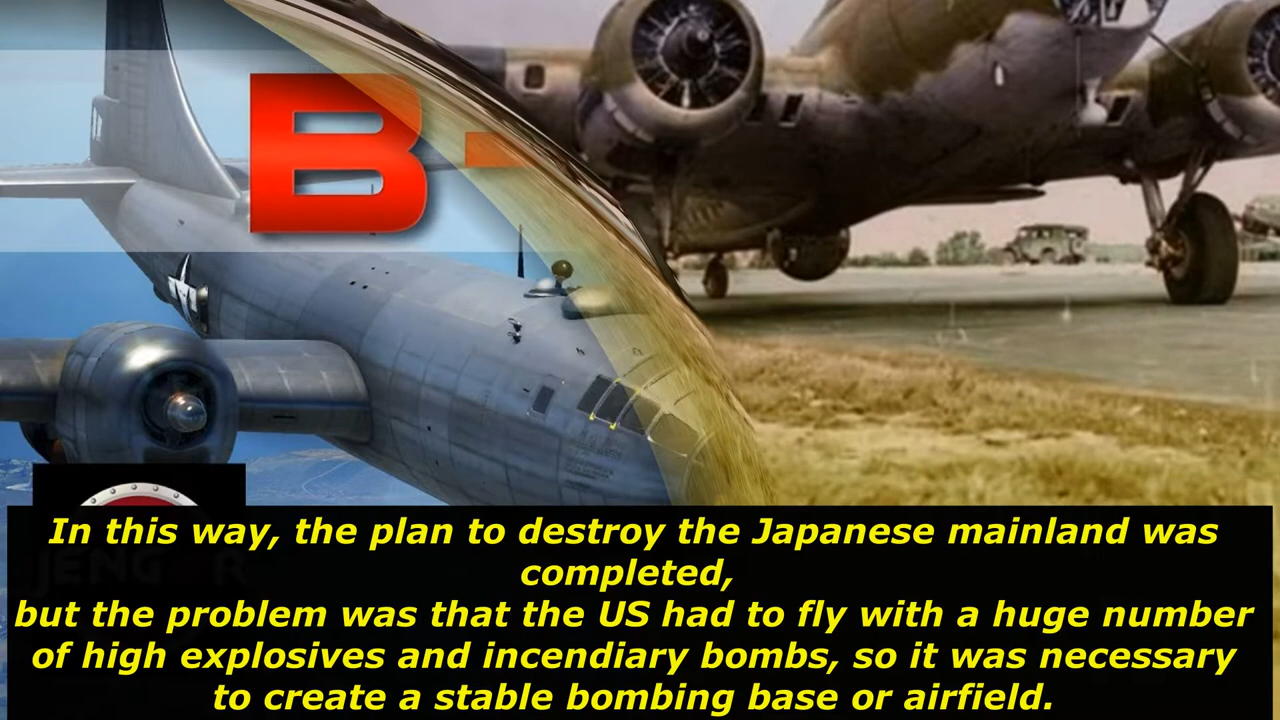 B-
In this way, the plan to destroy the Japanese mainland was
completed,
but the problem was that the US had to fly with a huge number
of high explosives and incendiary bombs, so it was necessary
to create a stable bombing base or airfield.